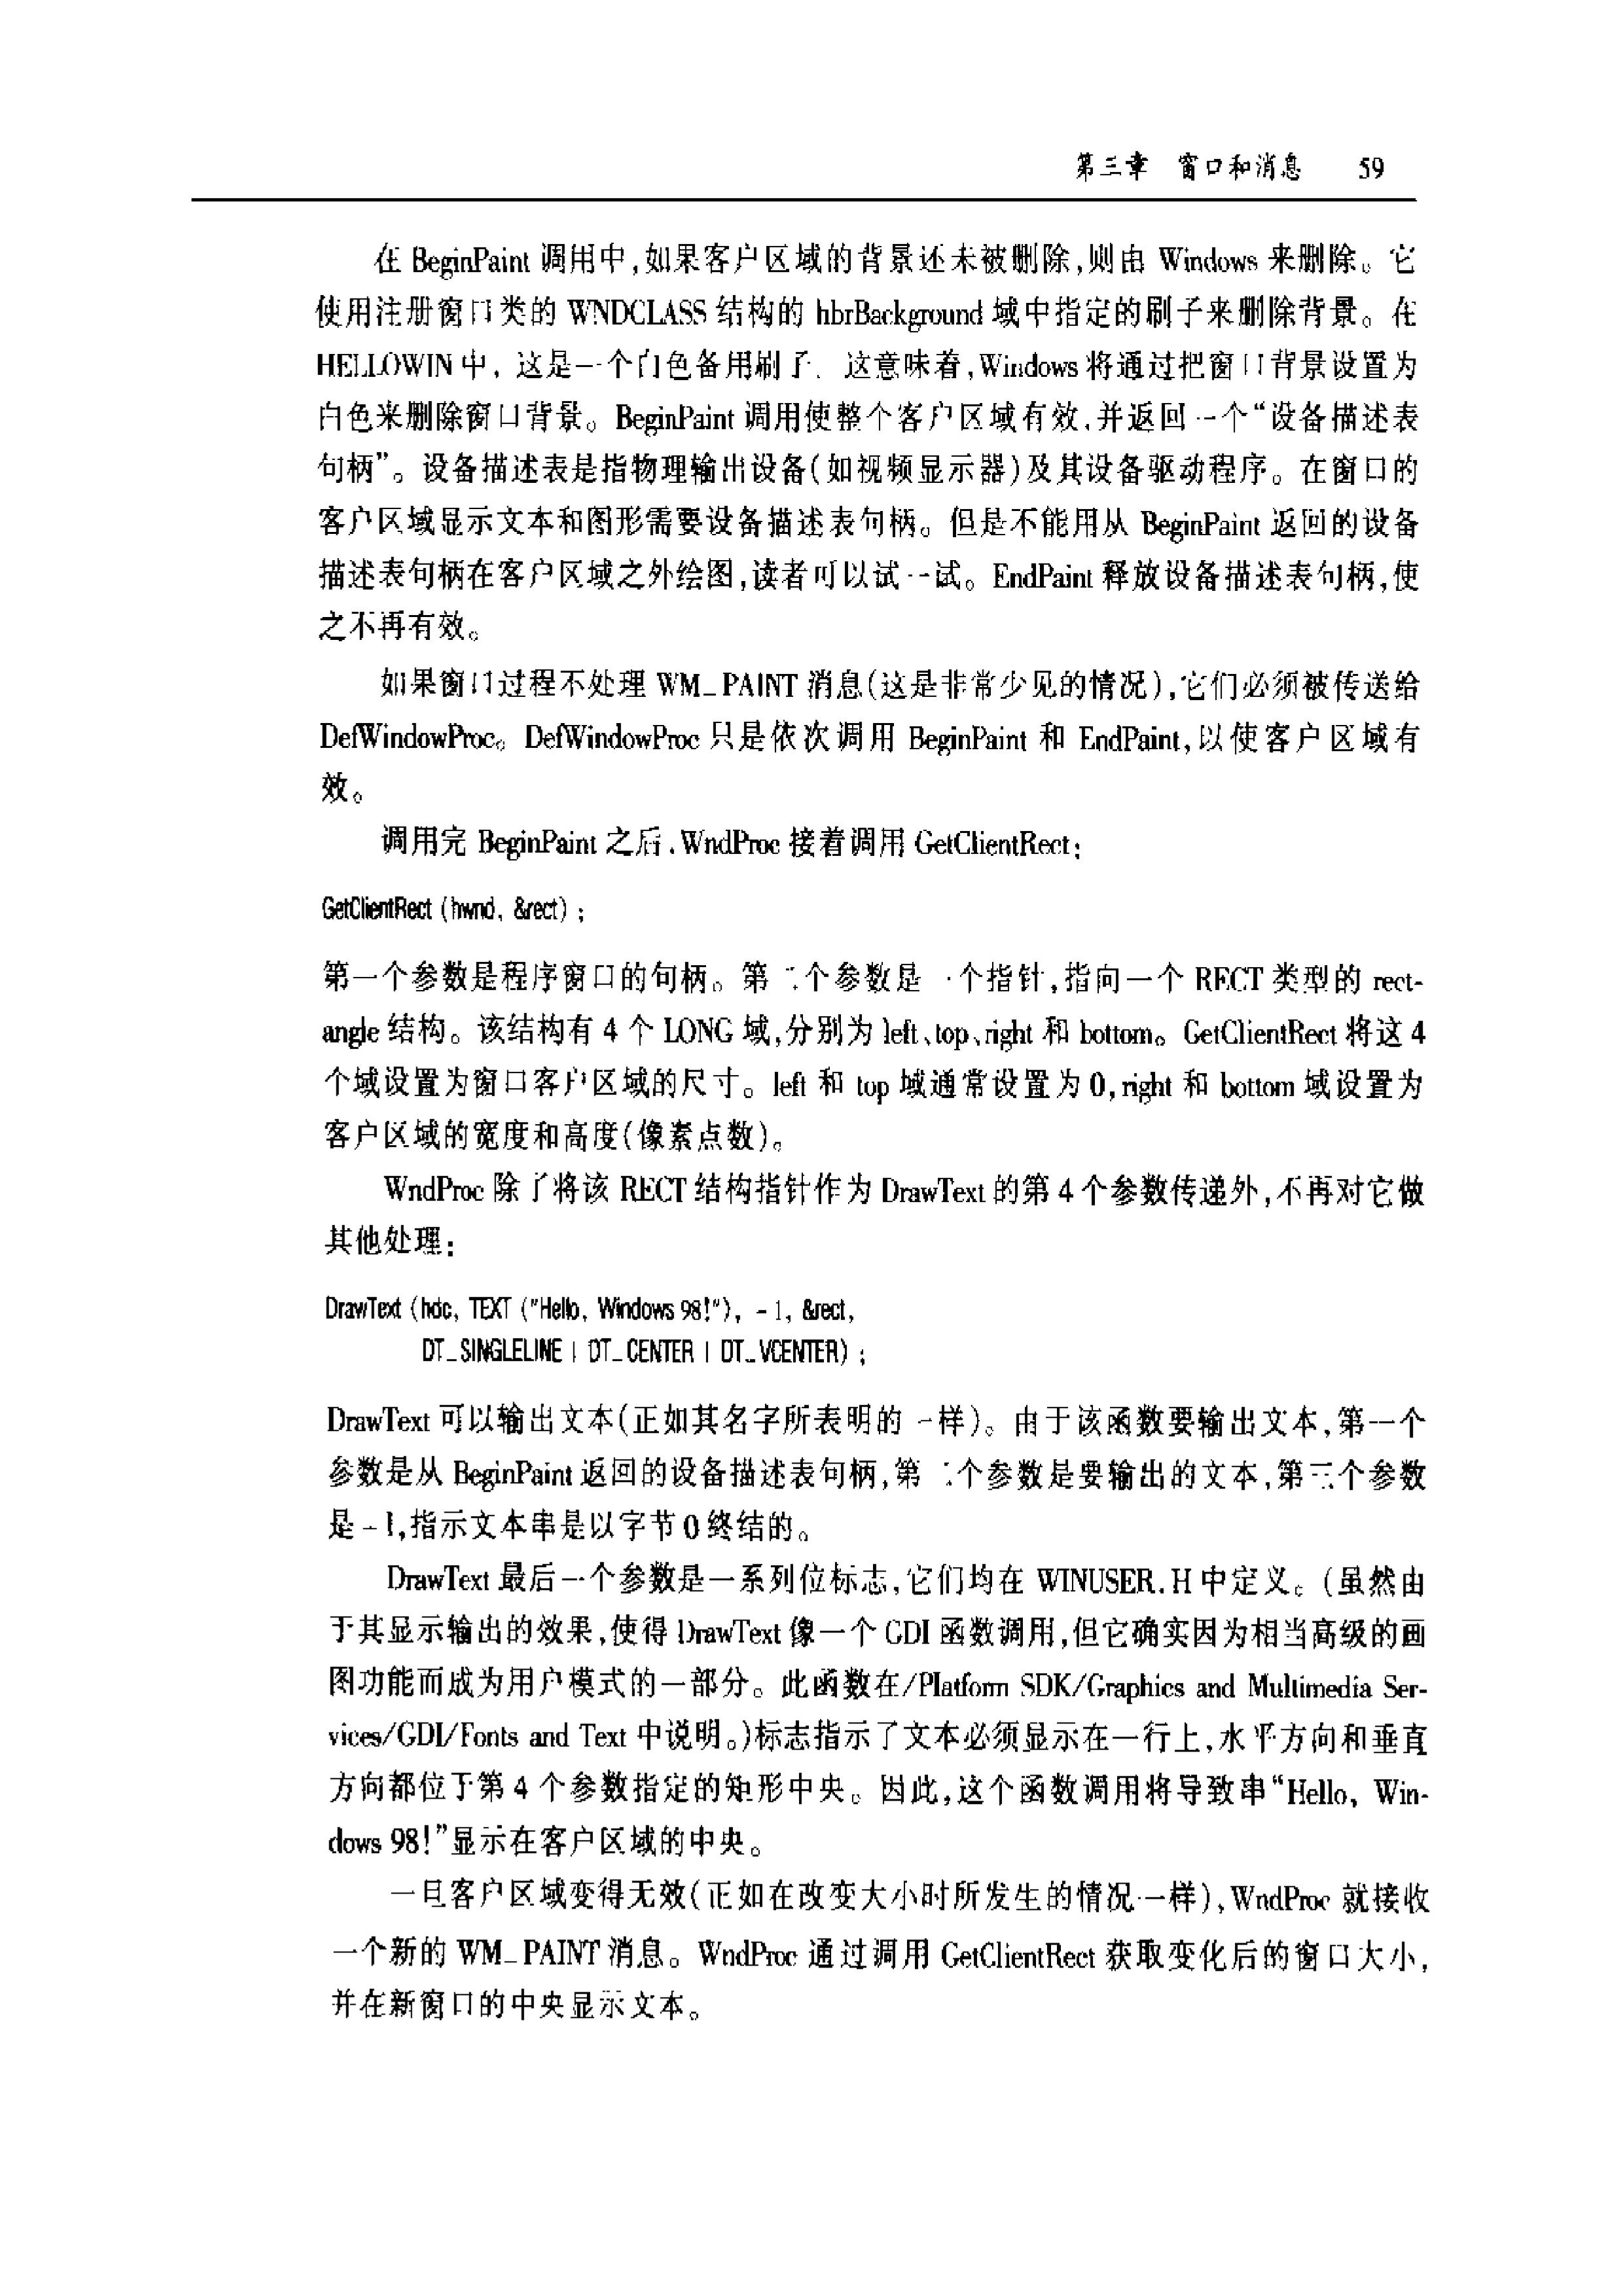 第三章 窗口和消息 59
在 BeginPaint 调用中,如果客户区域的背景还未被删除,则由 Windows 来删除。它
使用注册窗口类的 WNDCLASS 结构的 hbrBackground 域中指定的刷子来删除背景。在
HELLOWIN 中, 这是一个白色备用刷子。这意味着,Windows 将通过把窗口背景设置为
白色来删除窗口背景。BeginPaint 调用使整个客户区域有效,并返回一个“设备描述表
句柄”。设备描述表是指物理输出设备(如视频显示器)及其设备驱动程序。在窗口的
客户区域显示文本和图形需要设备描述表句柄。但是不能用从 BeginPaint 返回的设备
描述表句柄在客户区域之外绘图,读者可以试一试。EndPaint 释放设备描述表句柄,使
之不再有效。
如果窗口过程不处理 WM_PAINT 消息(这是非常少见的情况),它们必须被传送给
DefWindowProc。DefWindowProc 只是依次调用 BeginPaint 和 EndPaint,以使客户区域有
效。
调用完 BeginPaint 之后,WndProc 接着调用 GetClientRect:
GetClientRect (hwnd, &rect) ;
第一个参数是程序窗口的句柄。第二个参数是一个指针,指向一个 RECT 类型的 rect-
angle 结构。该结构有 4 个 LONG 域,分别为 left、top、right 和 bottom。GetClientRect 将这 4
个域设置为窗口客户区域的尺寸。left 和 top 域通常设置为 0,right 和 bottom 域设置为
客户区域的宽度和高度(像素点数)。
WndProc 除了将该 RECT 结构指针作为 DrawText 的第 4 个参数传递外,不再对它做
其他处理:
DrawText (hdc, TEXT ("Hello, Windows 98!"), -1, &rect,
DT_SINGLELINE | DT_CENTER | DT_VCENTER) ;
DrawText 可以输出文本(正如其名字所表明的一样)。由于该函数要输出文本,第一个
参数是从 BeginPaint 返回的设备描述表句柄,第二个参数是要输出的文本,第三个参数
是 -1,指示文本串是以字节 0 终结的。
DrawText 最后一个参数是一系列位标志,它们均在 WINUSER.H 中定义。(虽然由
于其显示输出的效果,使得 DrawText 像一个 GDI 函数调用,但它确实因为相当高级的画
图功能而成为用户模式的一部分。此函数在/Platform SDK/Graphics and Multimedia Ser-
vices/GDI/Fonts and Text 中说明。)标志指示了文本必须显示在一行上,水平方向和垂直
方向都位于第 4 个参数指定的矩形中央。因此,这个函数调用将导致串“Hello, Win-
dows 98!”显示在客户区域的中央。
一旦客户区域变得无效(正如在改变大小时所发生的情况一样),WndProc 就接收
一个新的 WM_PAINT 消息。WndProc 通过调用 GetClientRect 获取变化后的窗口大小,
并在新窗口的中央显示文本。